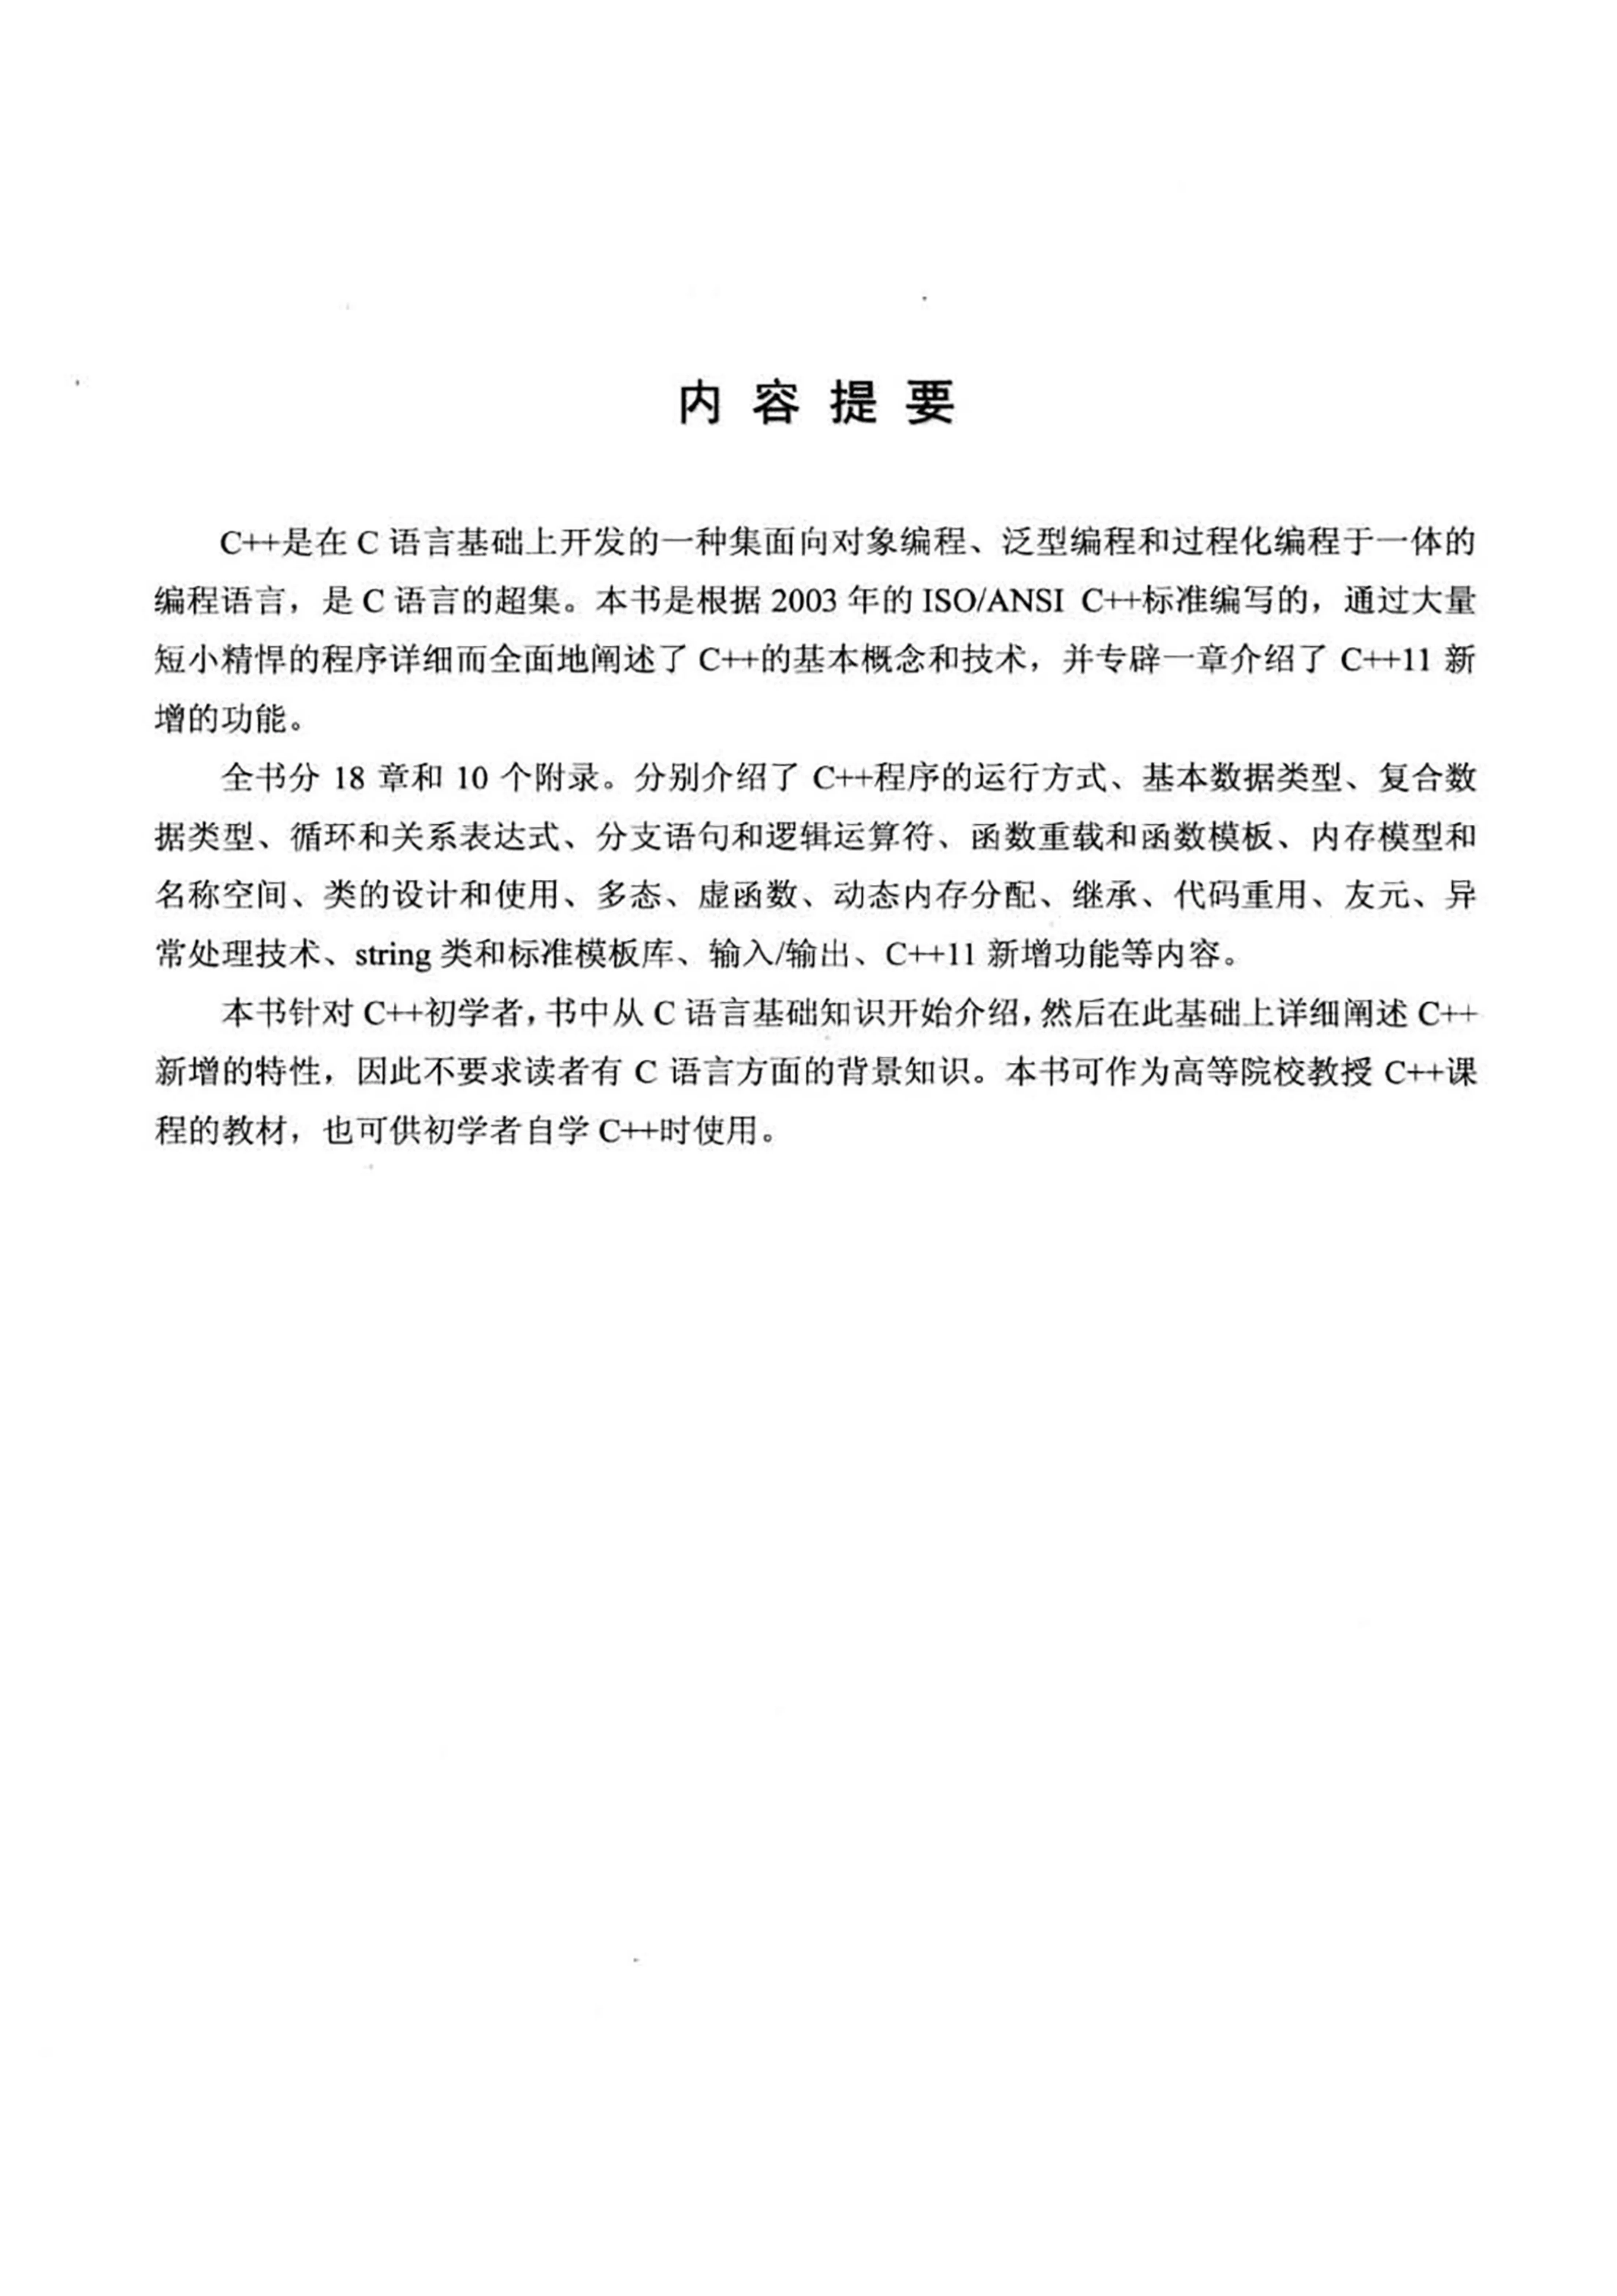 内容提要
C++是在 C 语言基础上开发的一种集面向对象编程、泛型编程和过程化编程于一体的
编程语言，是 C 语言的超集。本书是根据 2003 年的 ISO/ANSI C++标准编写的，通过大量
短小精悍的程序详细而全面地阐述了 C++的基本概念和技术，并专辟一章介绍了 C++11 新
增的功能。
全书分 18 章和 10 个附录。分别介绍了 C++程序的运行方式、基本数据类型、复合数
据类型、循环和关系表达式、分支语句和逻辑运算符、函数重载和函数模板、内存模型和
名称空间、类的设计和使用、多态、虚函数、动态内存分配、继承、代码重用、友元、异
常处理技术、string 类和标准模板库、输入/输出、C++11 新增功能等内容。
本书针对 C++初学者，书中从 C 语言基础知识开始介绍，然后在此基础上详细阐述 C++
新增的特性，因此不要求读者有 C 语言方面的背景知识。本书可作为高等院校教授 C++课
程的教材，也可供初学者自学 C++时使用。